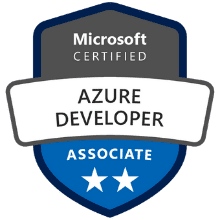 Microsoft
CERTIFIED
AZURE
DEVELOPER
ASSOCIATE